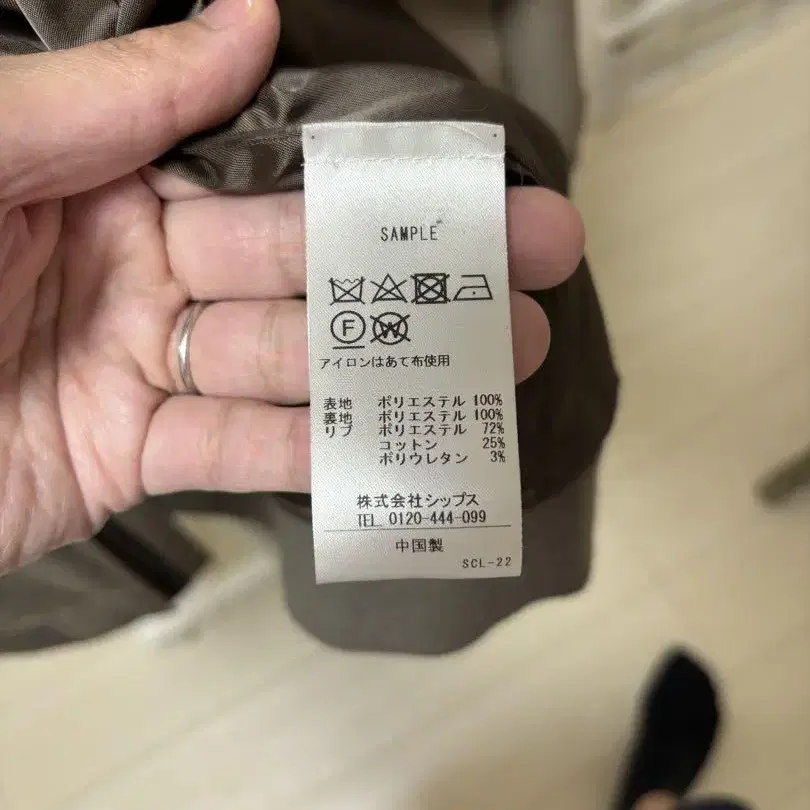 SAMPLE
F W
アイロンはあて布使用
表地 ポリエステル 100%
裏地 ポリエステル 100%
リブ ポリエステル 72%
コットン 25%
ポリウレタン 3%
株式会社シップス
TEL. 0120-444-099
中国製
SCL-22